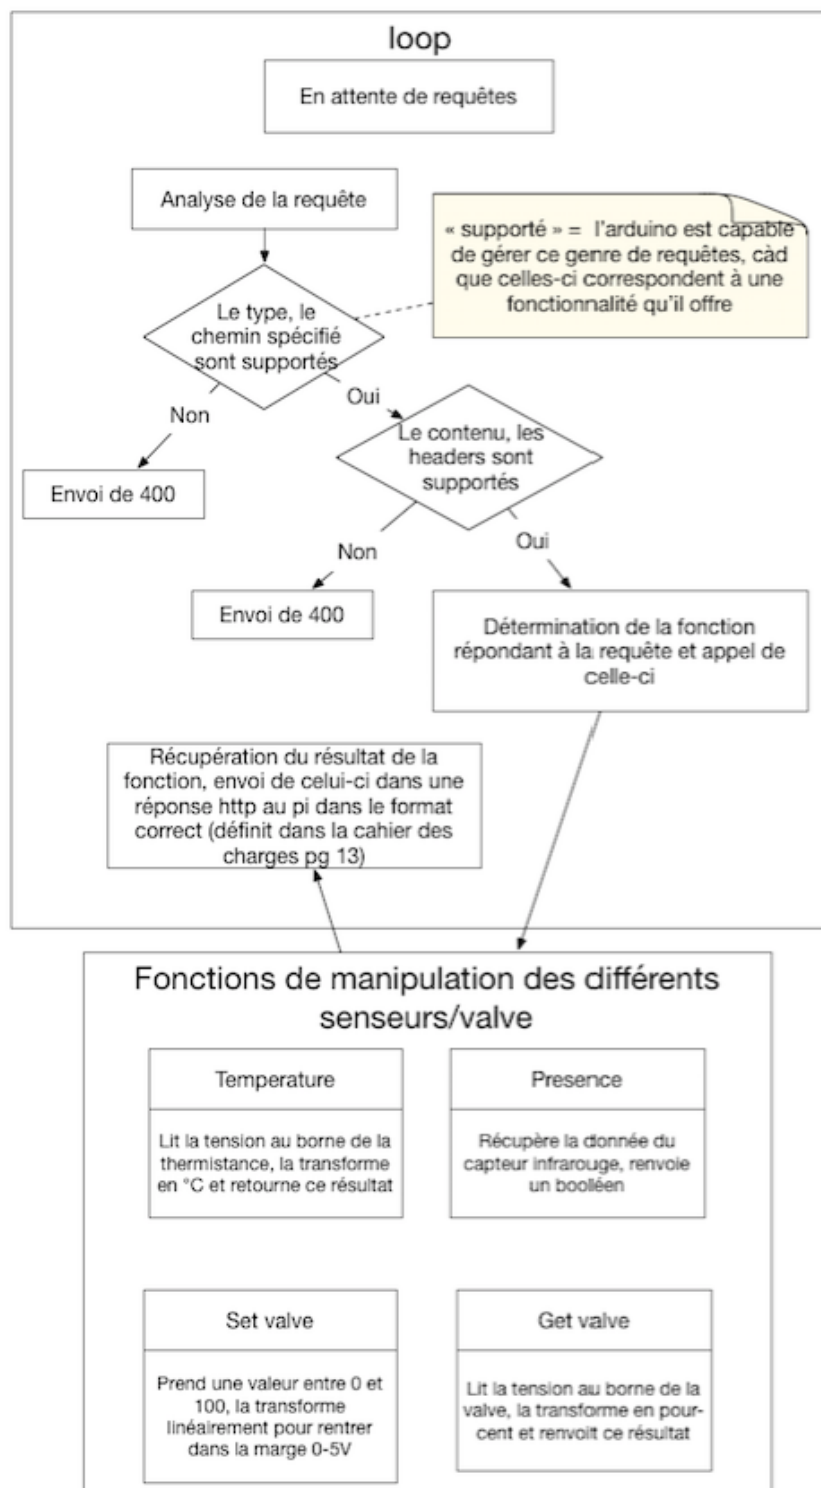 loop
En attente de requêtes
Analyse de la requête
« supporté » = l'arduino est capable
de gérer ce genre de requêtes, càd
que celles-ci correspondent à une
fonctionnalité qu'il offre
Le type, le
chemin spécifié
sont supportés
Non
Oui
Envoi de 400
Le contenu, les
headers sont
supportés
Non
Oui
Envoi de 400
Détermination de la fonction
répondant à la requête et appel de
celle-ci
Récupération du résultat de la
fonction, envoi de celui-ci dans une
réponse http au pi dans le format
correct (définit dans la cahier des
charges pg 13)
Fonctions de manipulation des différents
senseurs/valve
Temperature
Lit la tension au borne de la
thermistance, la transforme
en °C et retourne ce résultat
Presence
Récupère la donnée du
capteur infrarouge, renvoie
un boolléen
Set valve
Prend une valeur entre 0 et
100, la transforme
linéairement pour rentrer
dans la marge 0-5V
Get valve
Lit la tension au borne de la
valve, la transforme en pour-
cent et renvoit ce résultat